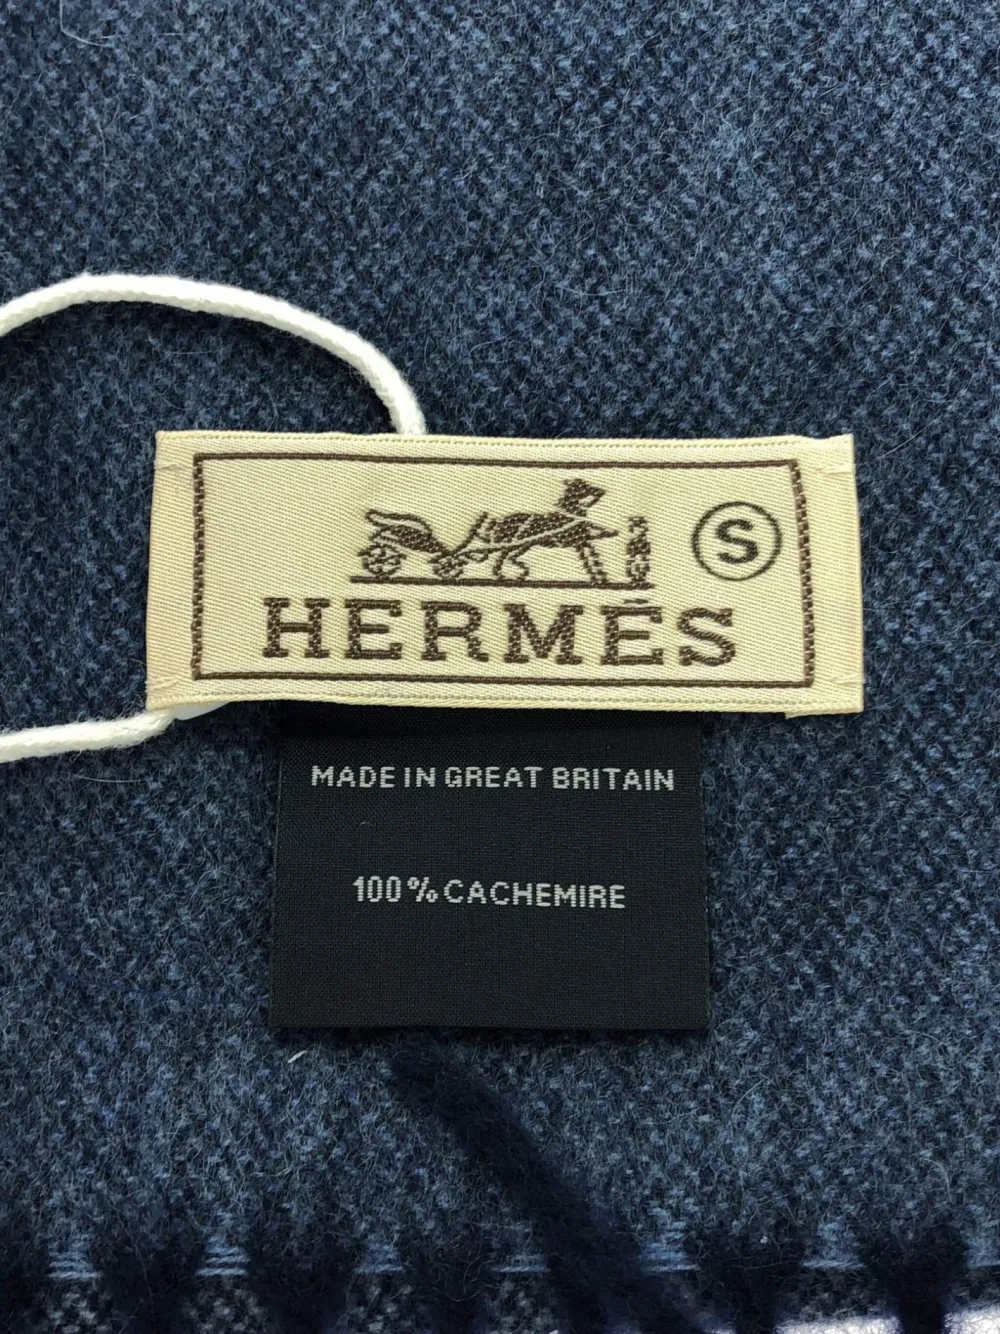 S
HERMÈS
MADE IN GREAT BRITAIN
100% CACHEMIRE